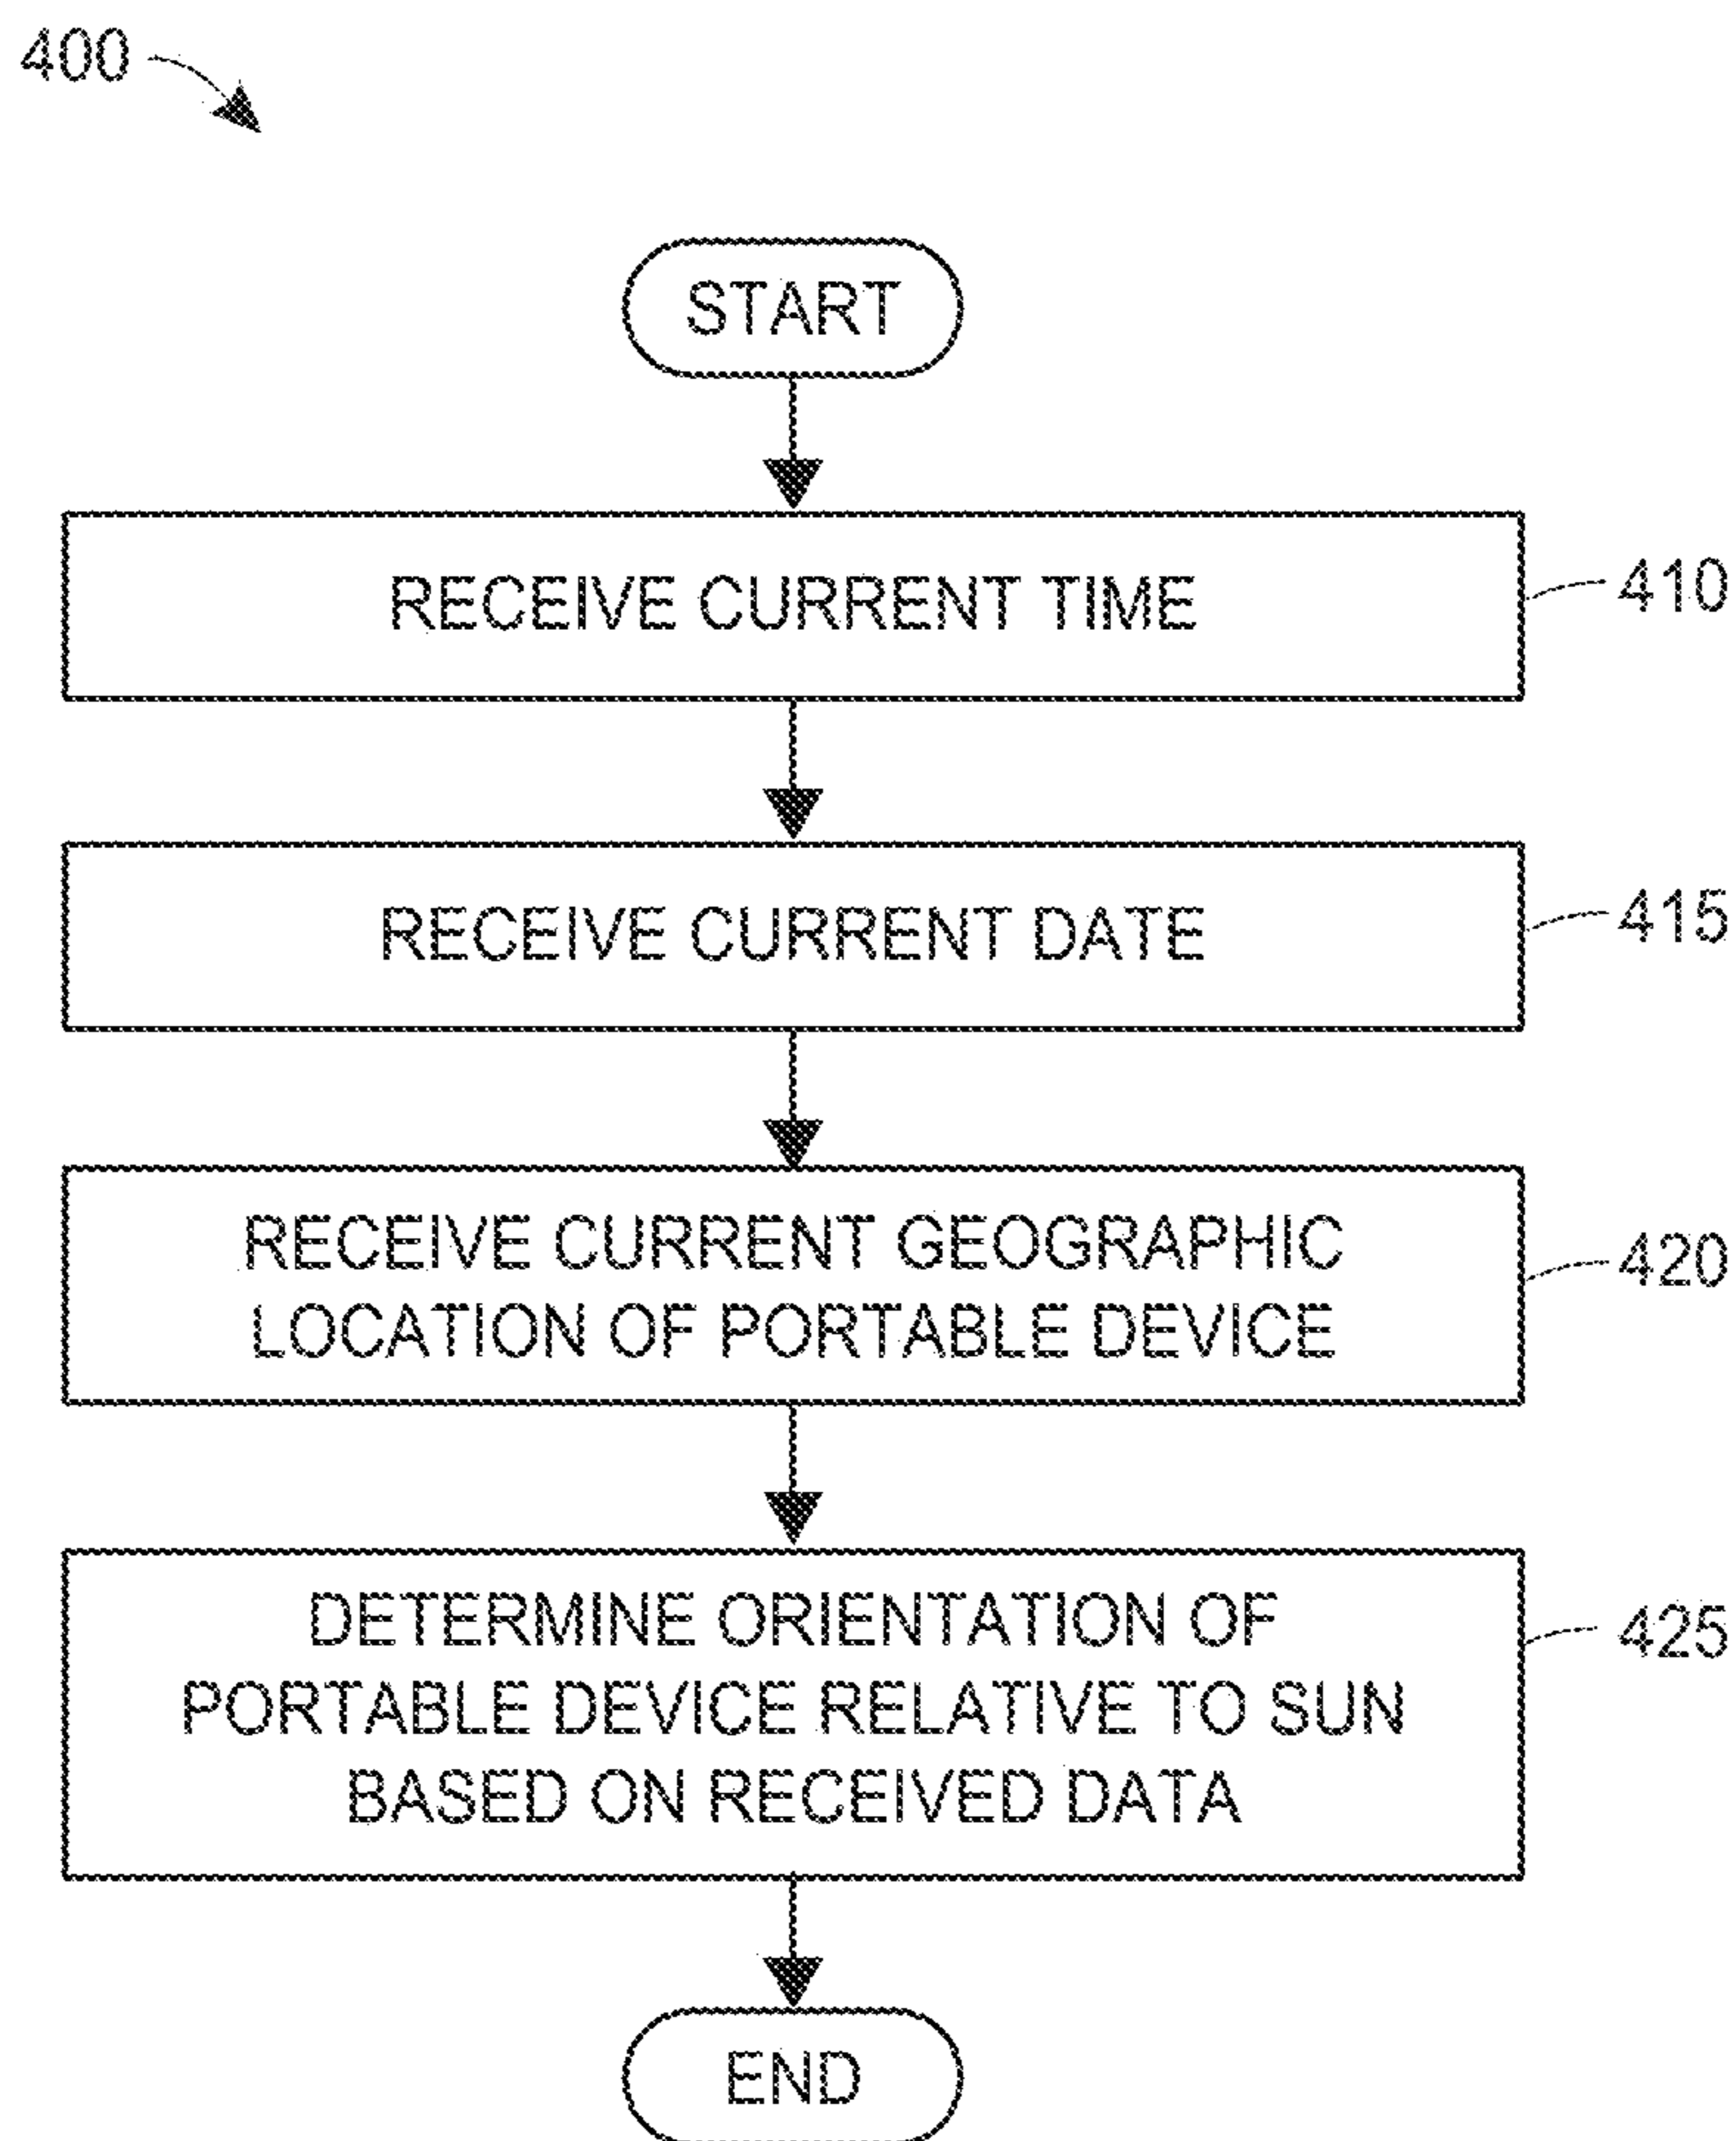 400
START
RECEIVE CURRENT TIME
410
RECEIVE CURRENT DATE
415
RECEIVE CURRENT GEOGRAPHIC
LOCATION OF PORTABLE DEVICE
420
DETERMINE ORIENTATION OF
PORTABLE DEVICE RELATIVE TO SUN
BASED ON RECEIVED DATA
425
END